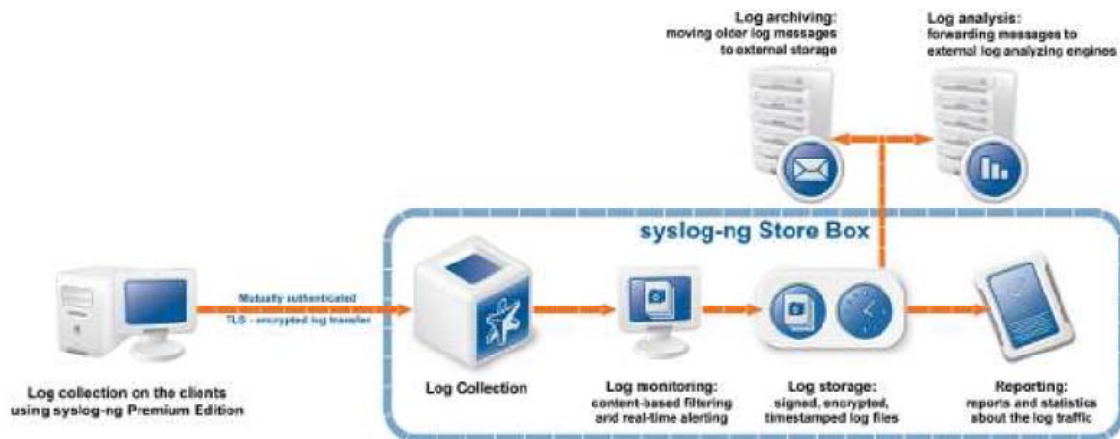 Log archiving:
moving older log messages
to external storage
Log analysis:
forwarding messages to
external log analyzing engines
syslog-ng Store Box
Mutually authenticated
TLS - encrypted log transfer
Log collection on the clients
using syslog-ng Premium Edition
Log Collection
Log monitoring:
content-based filtering
and real-time alerting
Log storage:
signed, encrypted,
timestamped log files
Reporting:
reports and statistics
about the log traffic